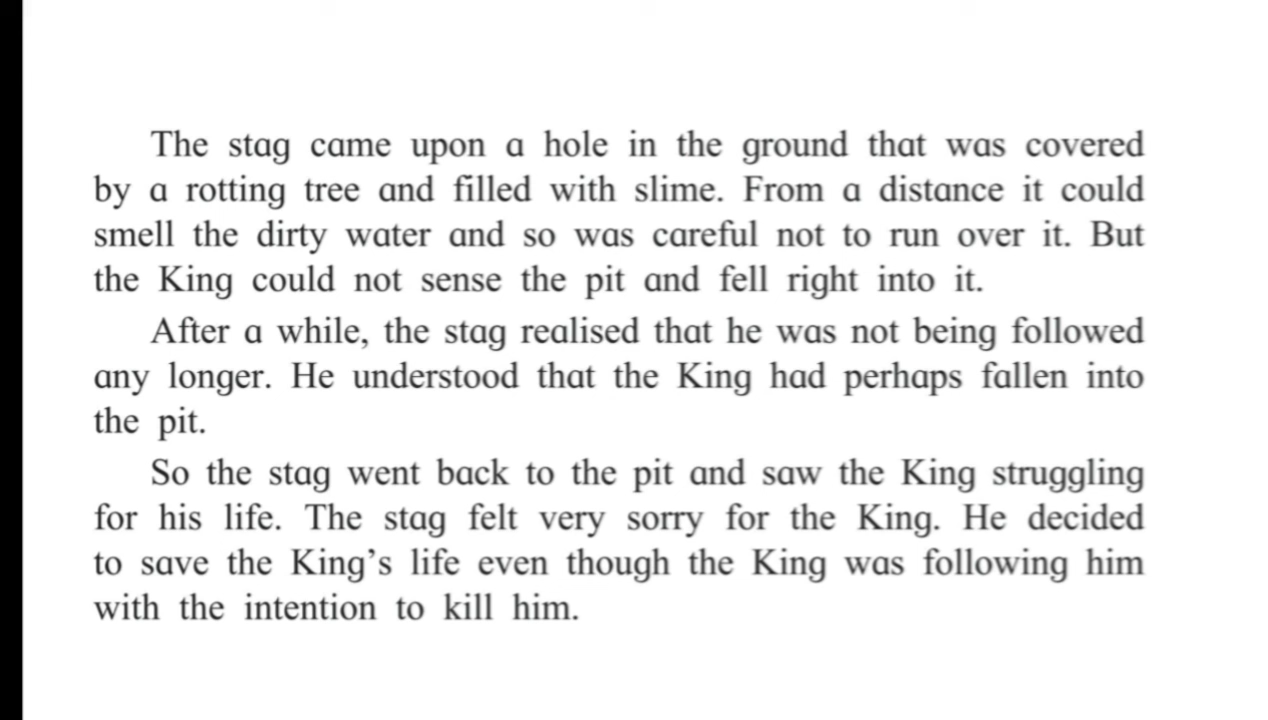 The stag came upon a hole in the ground that was covered
by a rotting tree and filled with slime. From a distance it could
smell the dirty water and so was careful not to run over it. But
the King could not sense the pit and fell right into it.
After a while, the stag realised that he was not being followed
any longer. He understood that the King had perhaps fallen into
the pit.
So the stag went back to the pit and saw the King struggling
for his life. The stag felt very sorry for the King. He decided
to save the King’s life even though the King was following him
with the intention to kill him.